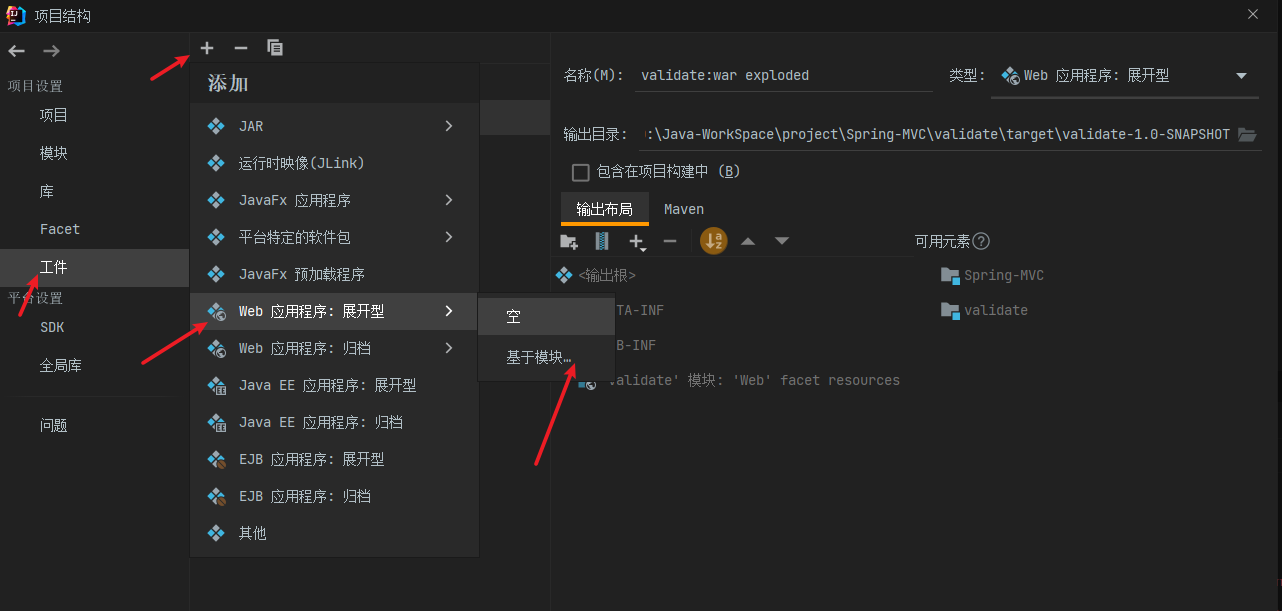 项目结构
项目设置
项目
模块
库
Facet
工件
平台设置
SDK
全局库
问题
添加
JAR
运行时映像(JLink)
JavaFx 应用程序
平台特定的软件包
JavaFx 预加载程序
Web 应用程序: 展开型
Web 应用程序: 归档
Java EE 应用程序: 展开型
Java EE 应用程序: 归档
EJB 应用程序: 展开型
EJB 应用程序: 归档
其他
空
基于模块…
名称(M): validate:war exploded
类型: Web 应用程序: 展开型
输出目录: :\Java-WorkSpace\project\Spring-MVC\validate\target\validate-1.0-SNAPSHOT
包含在项目构建中 (B)
输出布局 Maven
可用元素?
<输出根>
TA-INF
B-INF
alidate' 模块: 'Web' facet resources
Spring-MVC
validate